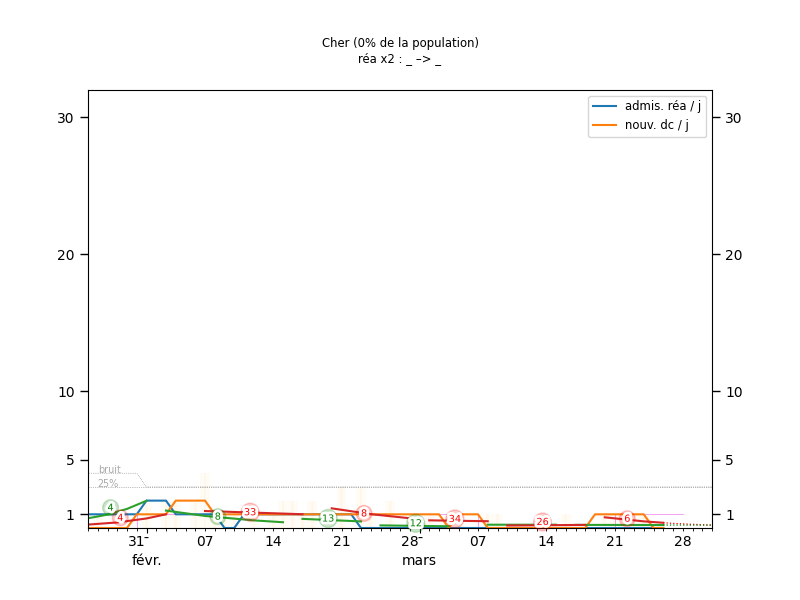 Cher (0% de la population)
réa x2 : _ –> _
admis. réa / j
nouv. dc / j
30 30
20 20
10 10
5 5
bruit
25%
4 4 8 33 13 8 12 34 26 6
1 1
31 07 14 21 28 07 14 21 28
févr. mars